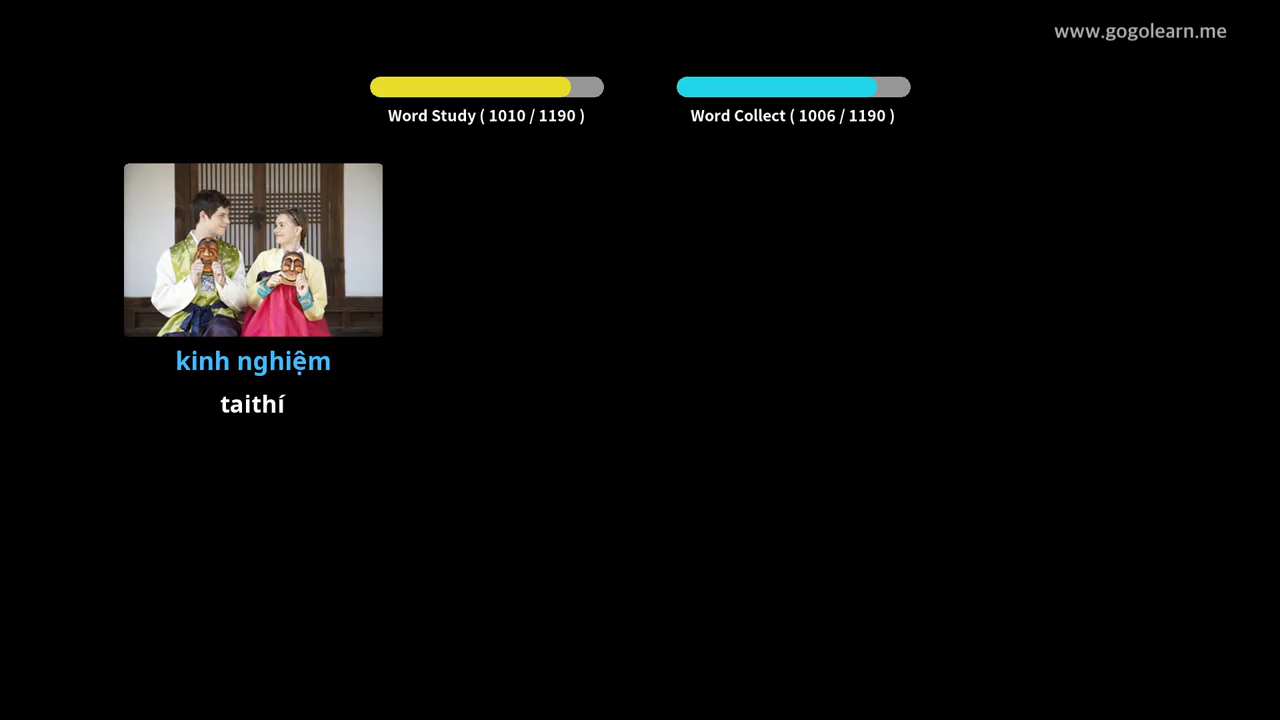 www.gogolearn.me
Word Study ( 1010 / 1190 )
Word Collect ( 1006 / 1190 )
kinh nghiệm
taithí